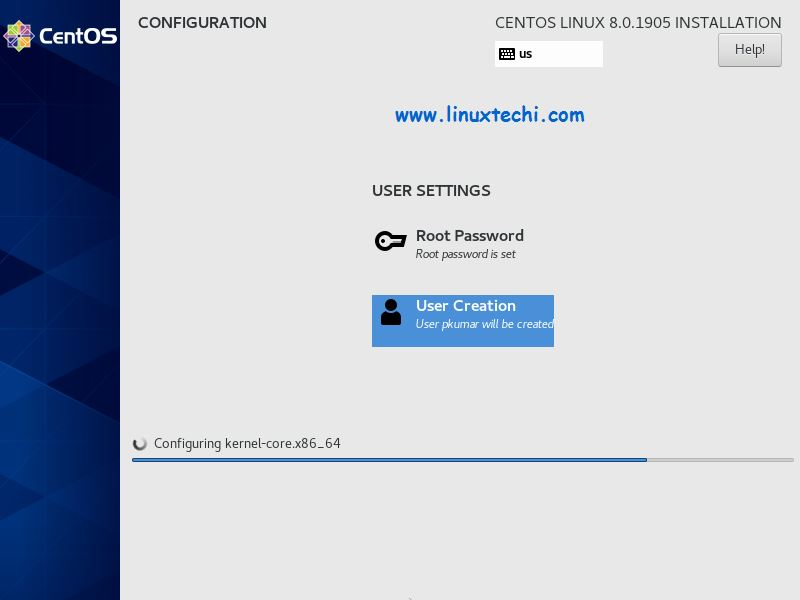 CentOS
CONFIGURATION
CENTOS LINUX 8.0.1905 INSTALLATION
us
Help!
www.linuxtechi.com
USER SETTINGS
Root Password
Root password is set
User Creation
User pkumar will be created
Configuring kernel-core.x86_64